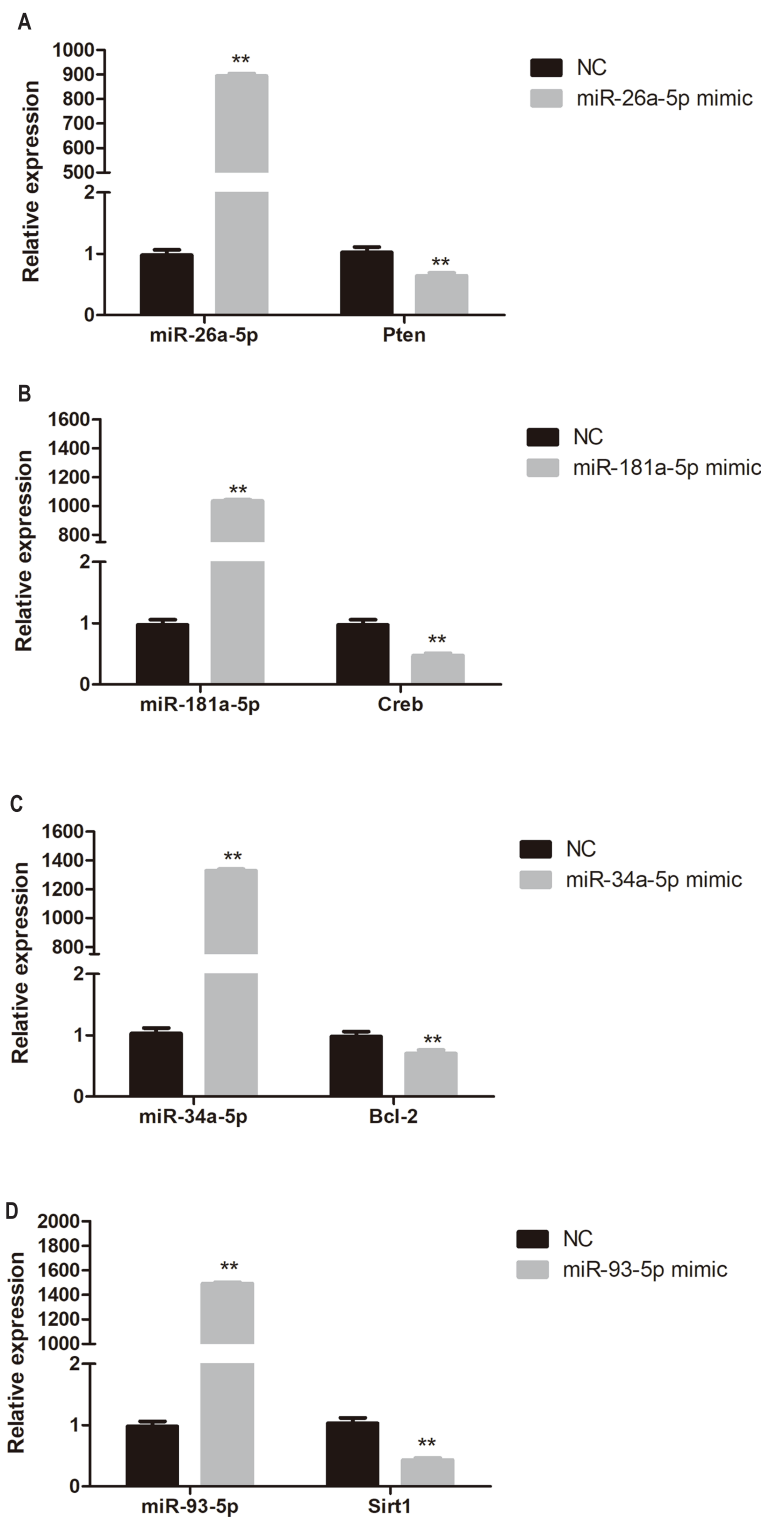 A
Relative expression
1000
900
800
700
600
500
2
1
0
**
**
miR-26a-5p
Pten
NC
miR-26a-5p mimic
B
Relative expression
1600
1400
1200
1000
800
2
1
0
**
**
miR-181a-5p
Creb
NC
miR-181a-5p mimic
C
Relative expression
1600
1400
1200
1000
800
2
1
0
**
**
miR-34a-5p
Bcl-2
NC
miR-34a-5p mimic
D
Relative expression
2000
1800
1600
1400
1200
1000
2
1
0
**
**
miR-93-5p
Sirt1
NC
miR-93-5p mimic